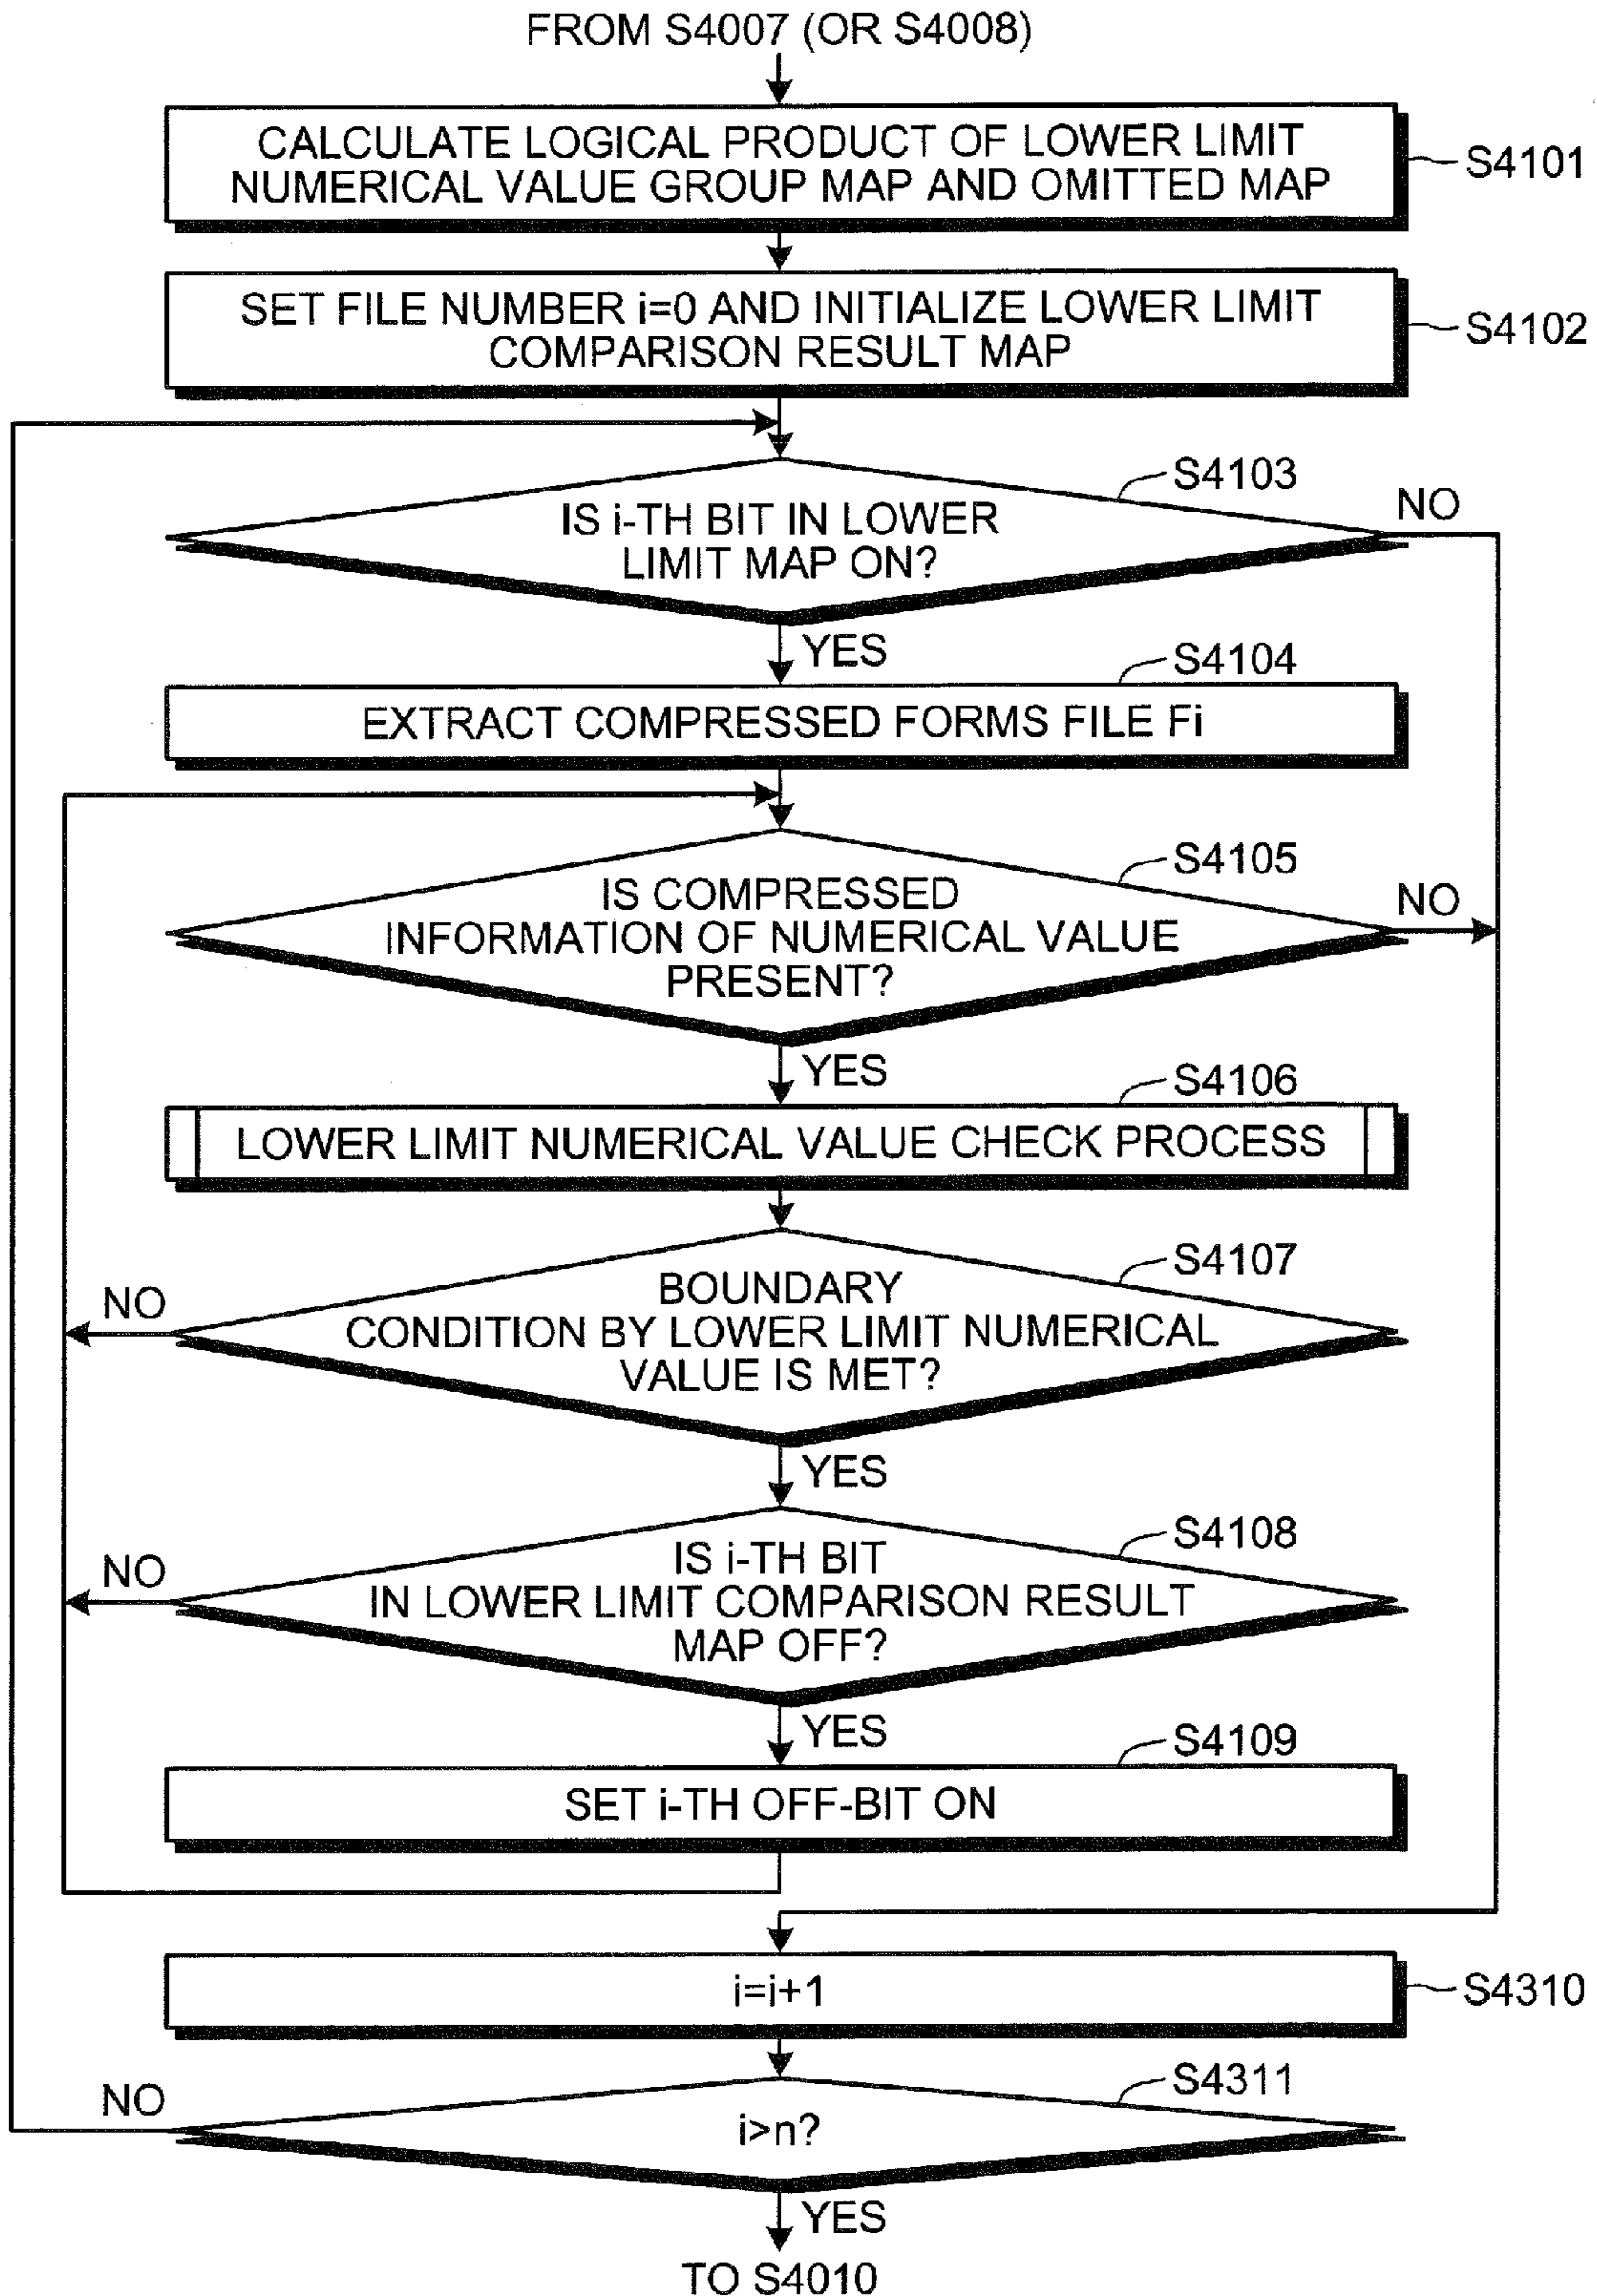 FROM S4007 (OR S4008)
CALCULATE LOGICAL PRODUCT OF LOWER LIMIT
NUMERICAL VALUE GROUP MAP AND OMITTED MAP
S4101
SET FILE NUMBER i=0 AND INITIALIZE LOWER LIMIT
COMPARISON RESULT MAP
S4102
S4103
NO
IS i-TH BIT IN LOWER
LIMIT MAP ON?
YES
S4104
EXTRACT COMPRESSED FORMS FILE Fi
S4105
IS COMPRESSED
NO
INFORMATION OF NUMERICAL VALUE
PRESENT?
YES
S4106
LOWER LIMIT NUMERICAL VALUE CHECK PROCESS
S4107
BOUNDARY
NO
CONDITION BY LOWER LIMIT NUMERICAL
VALUE IS MET?
YES
S4108
IS i-TH BIT
NO
IN LOWER LIMIT COMPARISON RESULT
MAP OFF?
YES
S4109
SET i-TH OFF-BIT ON
i=i+1
S4310
S4311
NO
i>n?
YES
TO S4010